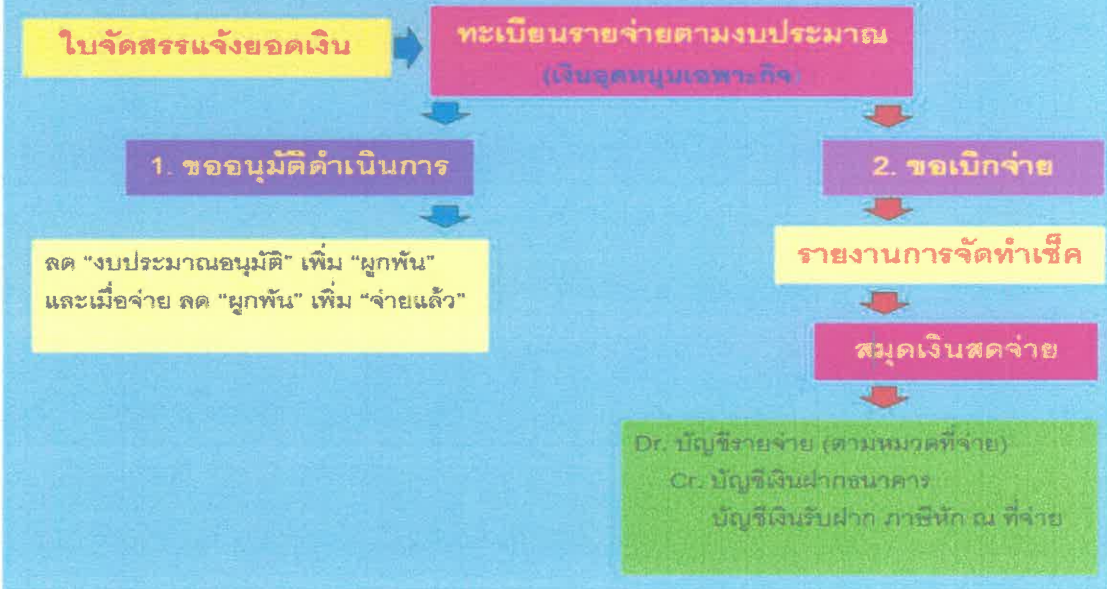 ใบจัดสรรแจ้งยอดเงิน
ทะเบียนรายจ่ายตามงบประมาณ
(เงินอุดหนุนเฉพาะกิจ)
1. ขออนุมัติดำเนินการ
ลด “งบประมาณอนุมัติ” เพิ่ม “ผูกพัน”
และเมื่อจ่าย ลด “ผูกพัน” เพิ่ม “จ่ายแล้ว”
2. ขอเบิกจ่าย
รายงานการจัดทำเช็ค
สมุดเงินสดจ่าย
Dr. บัญชีรายจ่าย (ตามหมวดที่จ่าย)
Cr. บัญชีเงินฝากธนาคาร
บัญชีเงินรับฝาก ภาษีหัก ณ ที่จ่าย